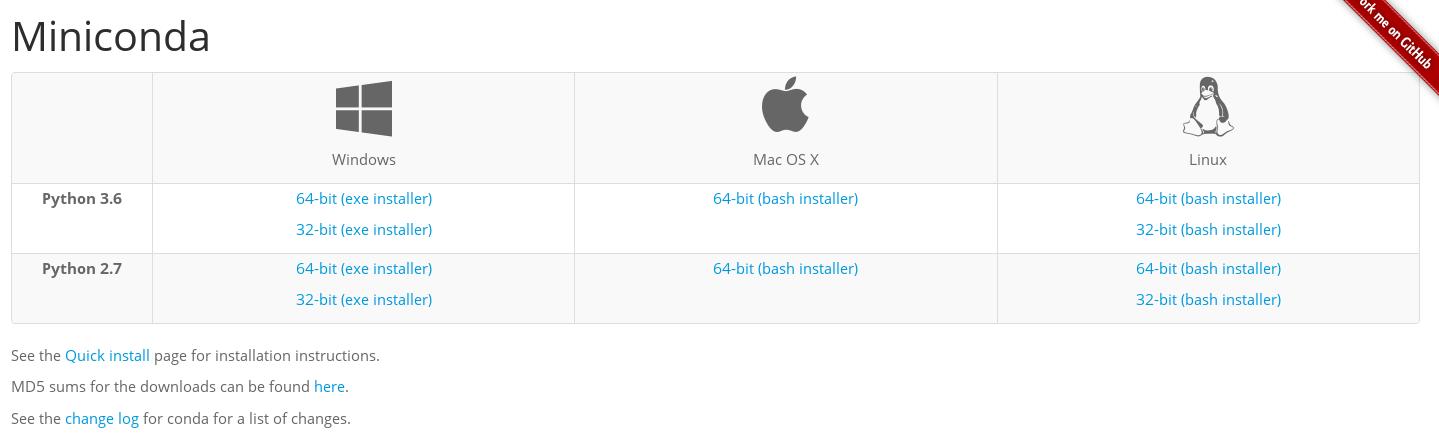 Miniconda
ork me on GitHub
Windows
Mac OS X
Linux
Python 3.6
64-bit (exe installer)
64-bit (bash installer)
64-bit (bash installer)
32-bit (exe installer)
32-bit (bash installer)
Python 2.7
64-bit (exe installer)
64-bit (bash installer)
64-bit (bash installer)
32-bit (exe installer)
32-bit (bash installer)
See the Quick install page for installation instructions.
MD5 sums for the downloads can be found here.
See the change log for conda for a list of changes.